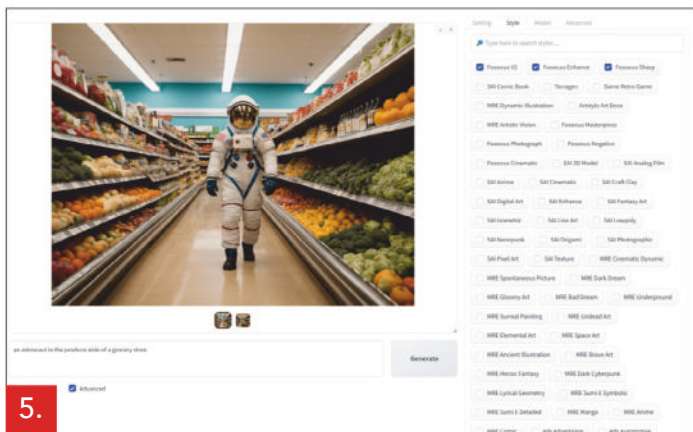 Setting Style Model Advanced
Type here to search styles ...
Fooocus V2 Fooocus Enhance Fooocus Sharp
SAI Comic Book Terragen Game Retro Game
MRE Dynamic Illustration Artstyle Art Deco
MRE Artistic Vision Fooocus Masterpiece
Fooocus Photograph Fooocus Negative
Fooocus Cinematic SAI 3D Model SAI Analog Film
SAI Anime SAI Cinematic SAI Craft Clay
SAI Digital Art SAI Enhance SAI Fantasy Art
SAI Isometric SAI Line Art SAI Lowpoly
SAI Neonpunk SAI Origami SAI Photographic
SAI Pixel Art SAI Texture MRE Cinematic Dynamic
MRE Spontaneous Picture MRE Dark Dream
MRE Gloomy Art MRE Bad Dream MRE Underground
MRE Surreal Painting MRE Undead Art
MRE Elemental Art MRE Space Art
MRE Ancient Illustration MRE Brave Art
MRE Heroic Fantasy MRE Dark Cyberpunk
MRE Lyrical Geometry MRE Sumi E Symbolic
MRE Sumi E Detailed MRE Manga MRE Anime
MRE Comic Ads Advertising Ads Automotive
an astronaut in the produce aisle of a grocery store
Generate
Advanced
5.